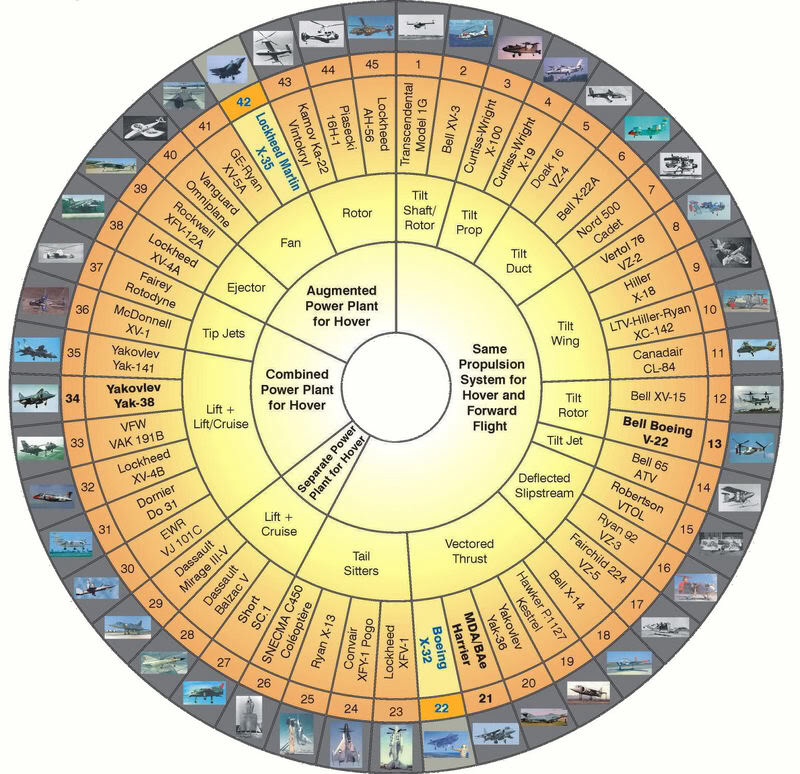 Same
Propulsion
System for
Hover and
Forward
Flight
Separate Power
Plant for Hover
Combined
Power Plant
for Hover
Augmented
Power Plant
for Hover
Tilt
Shaft/
Rotor
Tilt
Prop
Tilt
Duct
Tilt
Wing
Tilt
Rotor
Tilt Jet
Deflected
Slipstream
Vectored
Thrust
Tail
Sitters
Lift +
Cruise
Lift +
Lift/Cruise
Tip Jets
Ejector
Fan
Rotor
1
Transcendental
Model 1G
2
Bell XV-3
3
Curtiss-Wright
X-100
4
Curtiss-Wright
X-19
5
Doak 16
VZ-4
6
Bell X-22A
7
Nord 500
Cadet
8
Vertol 76
VZ-2
9
Hiller
X-18
10
LTV-Hiller-Ryan
XC-142
11
Canadair
CL-84
12
Bell XV-15
13
Bell Boeing
V-22
14
Bell 65
ATV
15
Robertson
VTOL
16
Ryan 92
VZ-3
17
Fairchild 224
VZ-5
18
Bell X-14
19
Hawker P.1127
Kestrel
20
Yakovlev
Yak-36
21
MDA/BAe
Harrier
22
Boeing
X-32
23
Lockheed
XFV-1
24
Convair
XFY-1 Pogo
25
Ryan X-13
26
SNECMA C450
Coléoptère
27
Short
SC.1
28
Dassault
Balzac V
29
Dassault
Mirage III-V
30
EWR
VJ 101C
31
Dornier
Do 31
32
Lockheed
XV-4B
33
VFW
VAK 191B
34
Yakovlev
Yak-38
35
Yakovlev
Yak-141
36
McDonnell
XV-1
37
Fairey
Rotodyne
38
Lockheed
XV-4A
39
Rockwell
XFV-12A
40
Vanguard
Omniplane
41
GE-Ryan
XV-5A
42
Lockheed Martin
X-35
43
Kamov Ka-22
Vintokryl
44
Piasecki
16H-1
45
Lockheed
AH-56